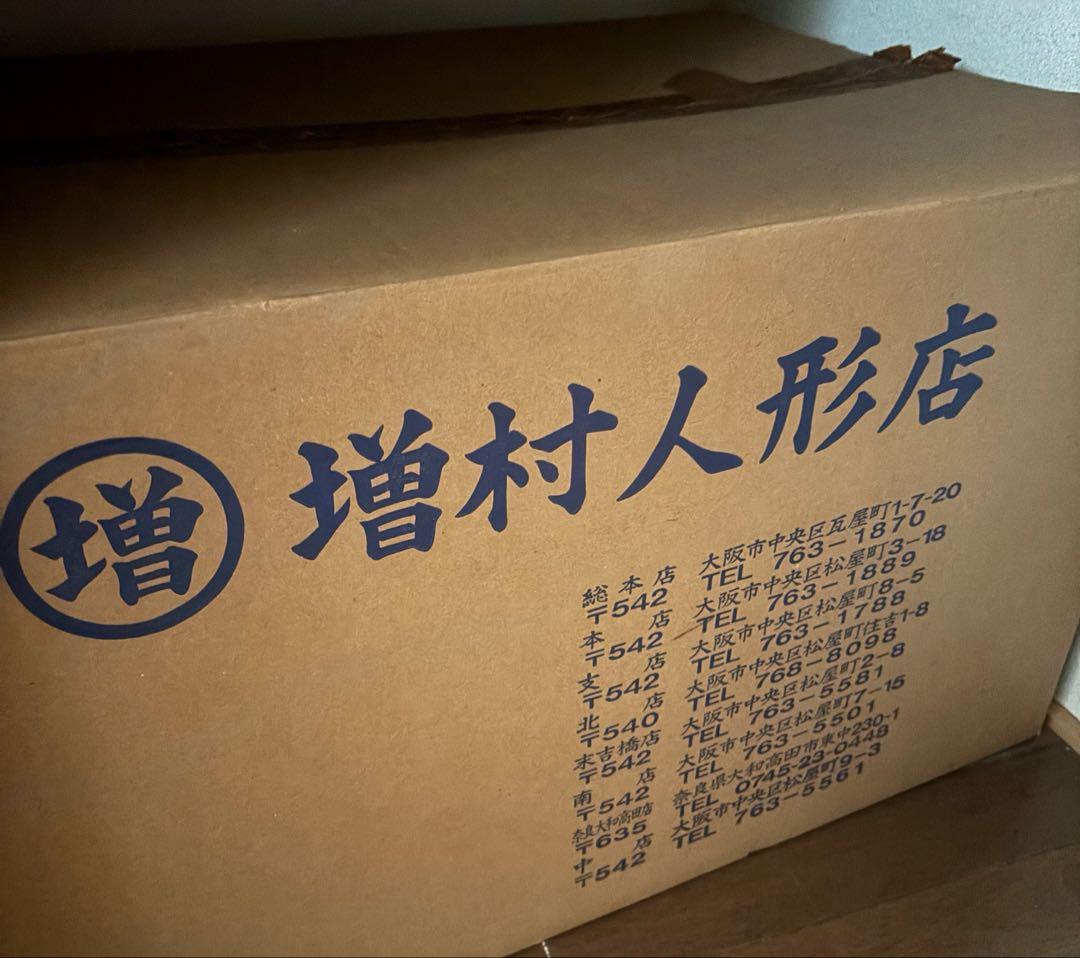 増 増村人形店
総本店 大阪市中央区瓦屋町1-7-20
〒542 TEL 763-1870
本店 大阪市中央区松屋町3-18
〒542 TEL 763-1889
支店 大阪市中央区松屋町8-5
〒542 TEL 763-1788
北店 大阪市中央区松屋町住吉1-8
〒540 TEL 768-8098
末吉橋店 大阪市中央区松屋町2-8
〒542 TEL 763-5581
南店 大阪市中央区松屋町7-15
〒542 TEL 763-5501
奈良大和高田店 奈良県大和高田市東中230-1
〒635 TEL 0745-23-0448
中店 大阪市中央区松屋町9-3
〒542 TEL 763-5561